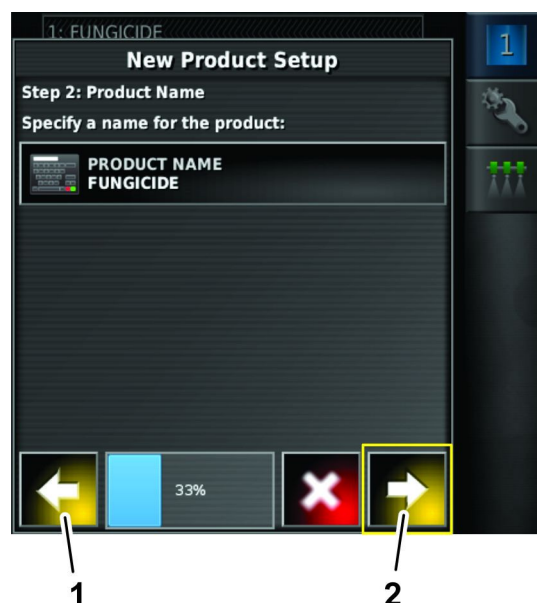 1: FUNGICIDE
New Product Setup
1
Step 2: Product Name
Specify a name for the product:
PRODUCT NAME
FUNGICIDE
33%
1
2